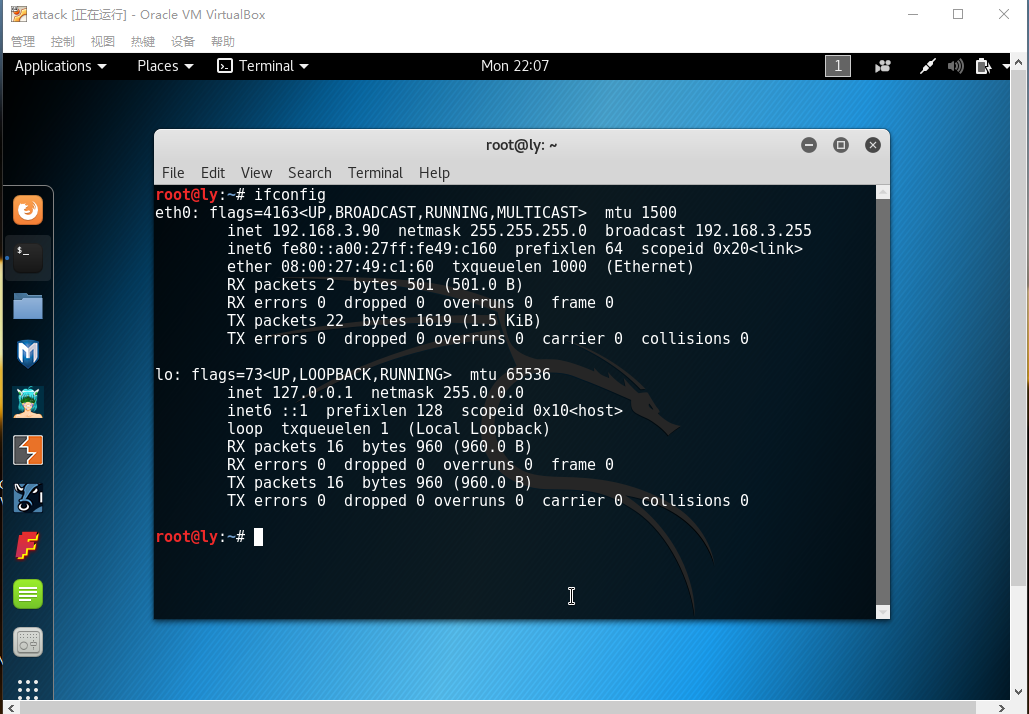 attack [正在运行] - Oracle VM VirtualBox
管理 控制 视图 热键 设备 帮助
Applications Places Terminal Mon 22:07 1
root@ly: ~
File Edit View Search Terminal Help
root@ly:~# ifconfig
eth0: flags=4163<UP,BROADCAST,RUNNING,MULTICAST>  mtu 1500
        inet 192.168.3.90  netmask 255.255.255.0  broadcast 192.168.3.255
        inet6 fe80::a00:27ff:fe49:c160  prefixlen 64  scopeid 0x20<link>
        ether 08:00:27:49:c1:60  txqueuelen 1000  (Ethernet)
        RX packets 2  bytes 501 (501.0 B)
        RX errors 0  dropped 0  overruns 0  frame 0
        TX packets 22  bytes 1619 (1.5 KiB)
        TX errors 0  dropped 0 overruns 0  carrier 0  collisions 0
lo: flags=73<UP,LOOPBACK,RUNNING>  mtu 65536
        inet 127.0.0.1  netmask 255.0.0.0
        inet6 ::1  prefixlen 128  scopeid 0x10<host>
        loop  txqueuelen 1  (Local Loopback)
        RX packets 16  bytes 960 (960.0 B)
        RX errors 0  dropped 0  overruns 0  frame 0
        TX packets 16  bytes 960 (960.0 B)
        TX errors 0  dropped 0 overruns 0  carrier 0  collisions 0
root@ly:~#